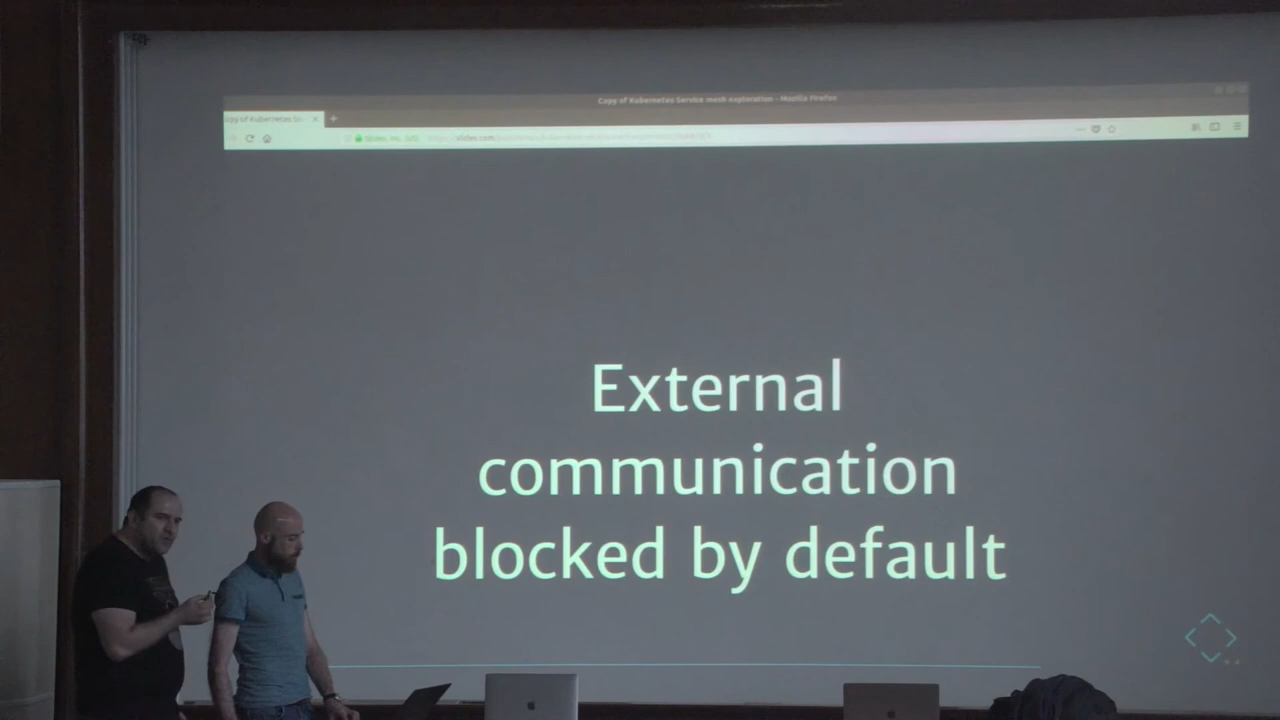 Copy of Kubernetes Service mesh exploration - Mozilla Firefox
External
communication
blocked by default